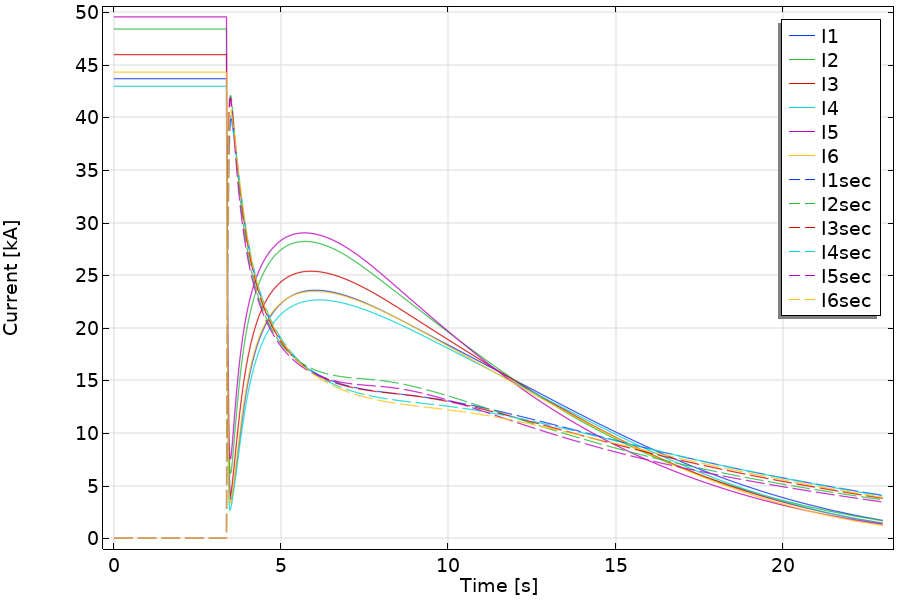 50
45
40
35
30
25
20
15
10
5
0
Current [kA]
0 5 10 15 20
Time [s]
I1
I2
I3
I4
I5
I6
I1sec
I2sec
I3sec
I4sec
I5sec
I6sec